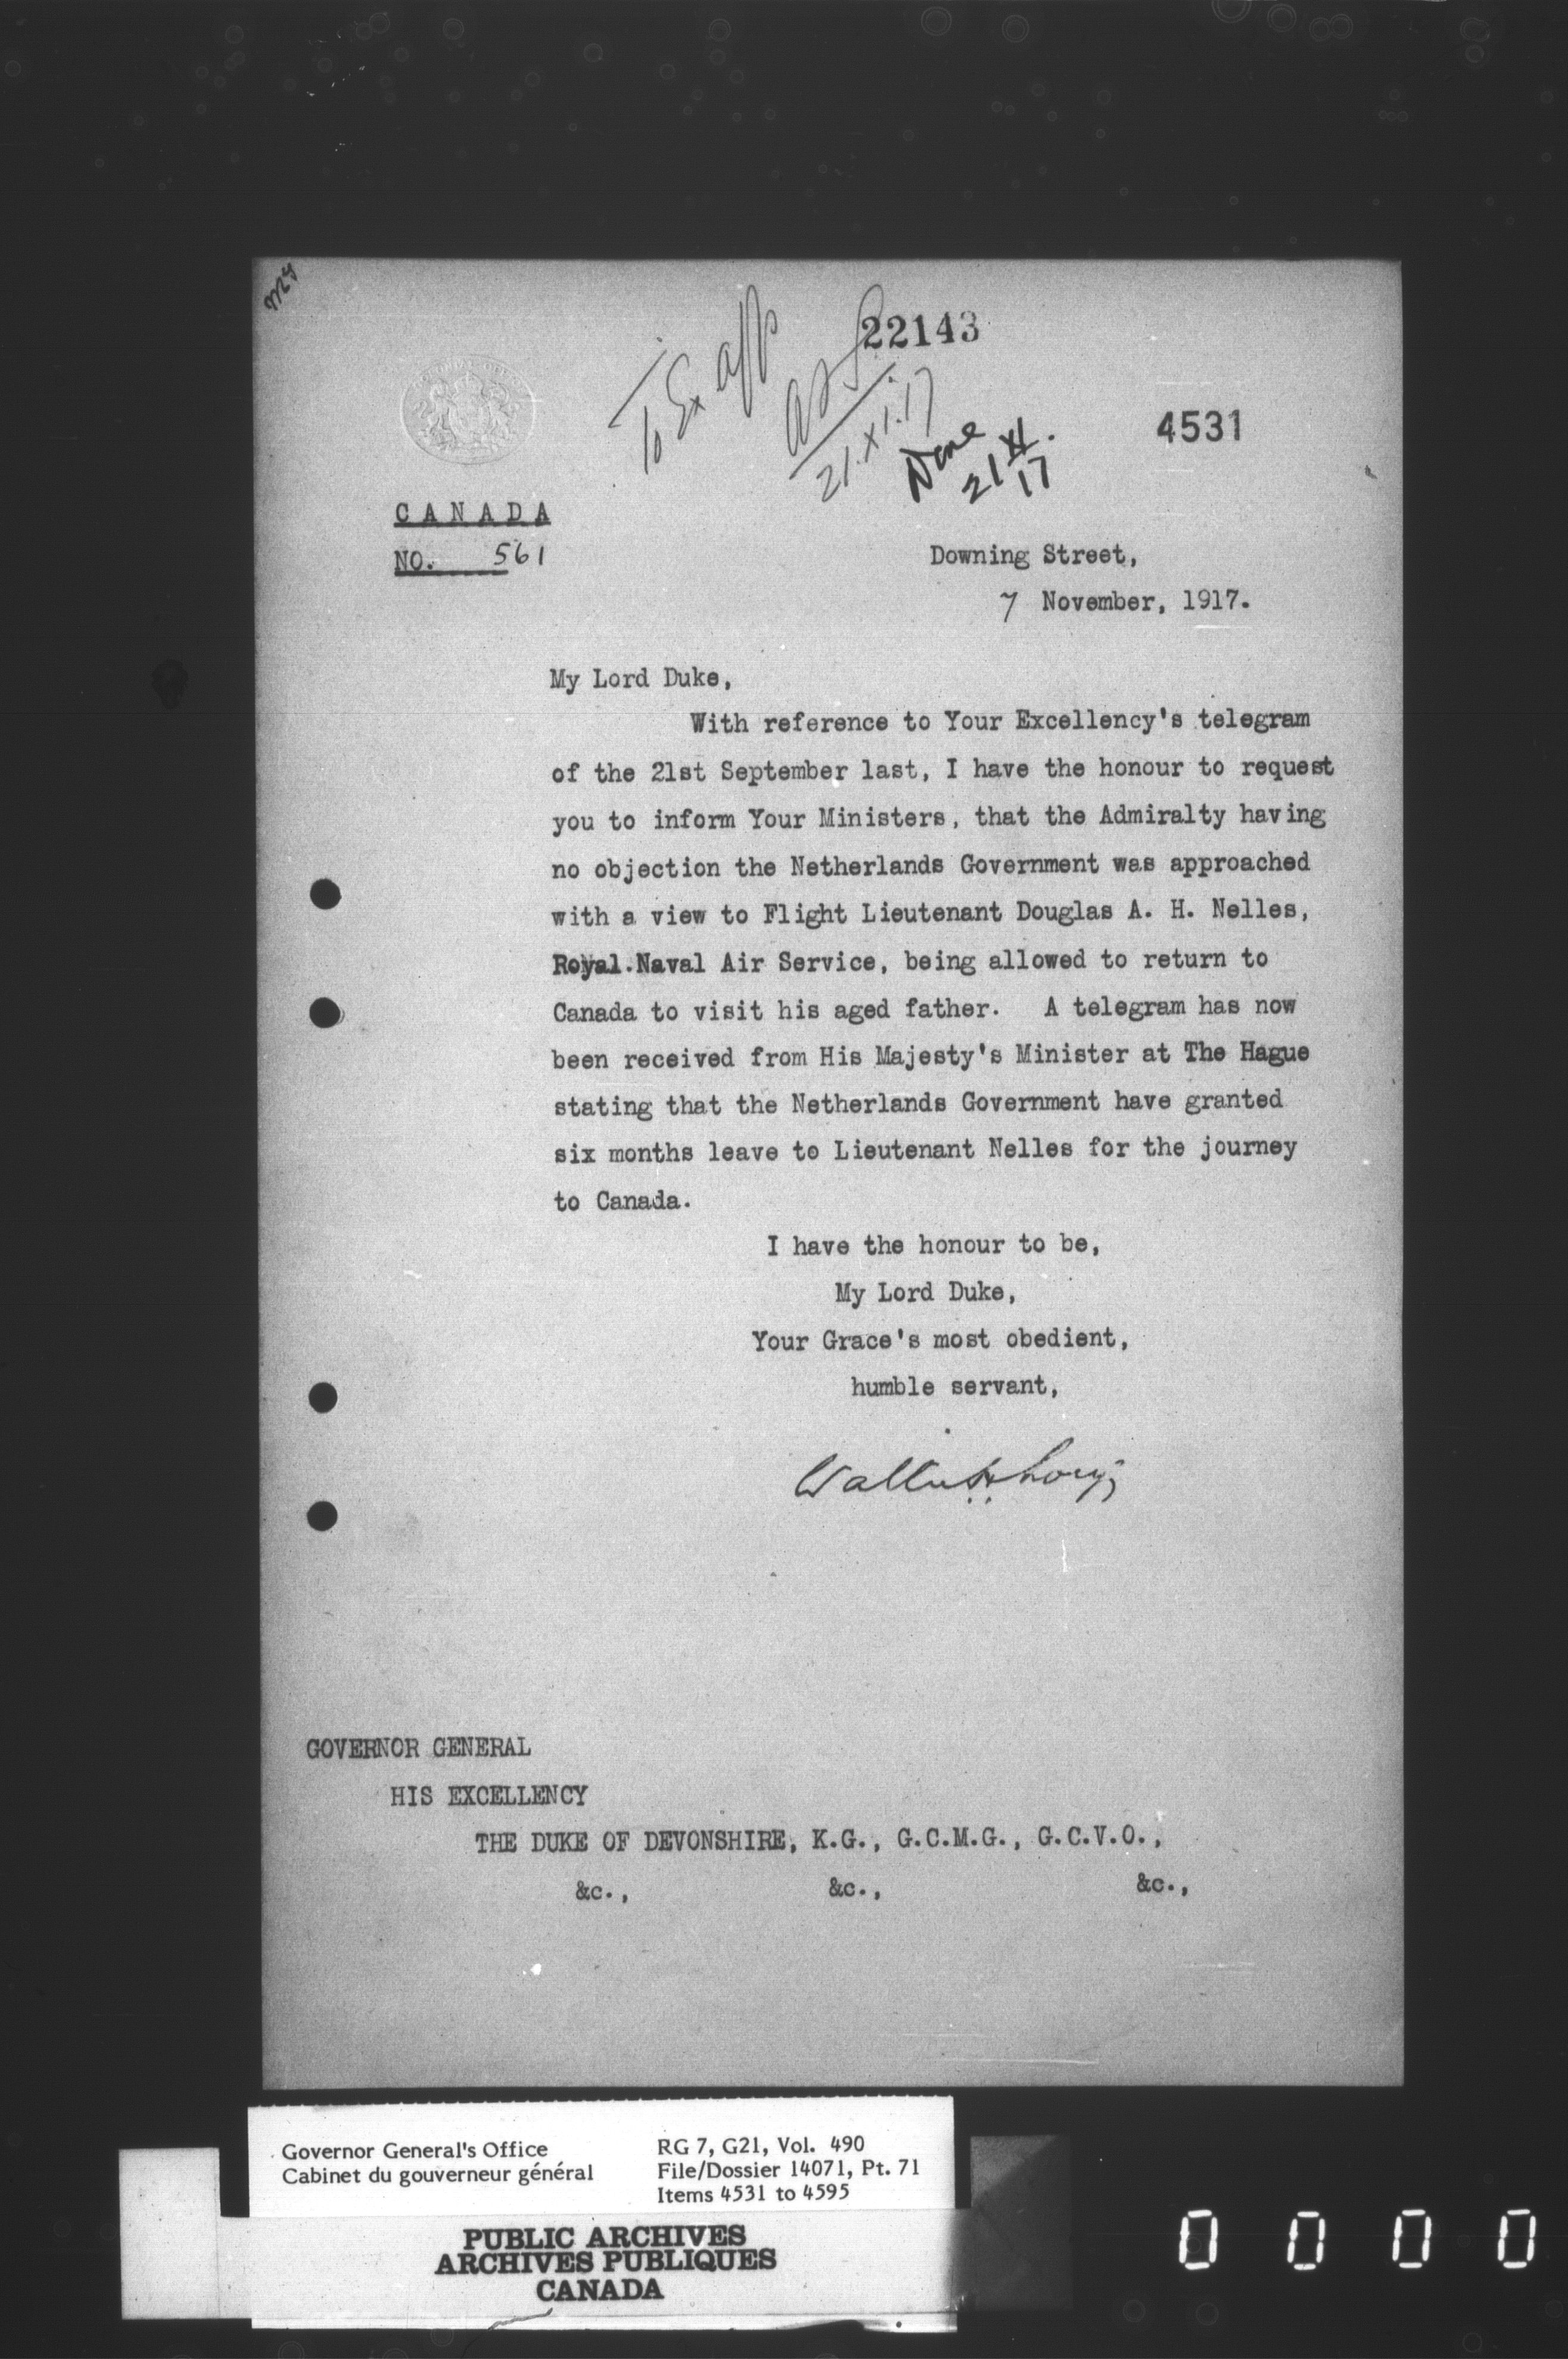 22143
To Ex app
21.XI.17
None
21 XI.
17
4531
CANADA
NO. 561
Downing Street,
7 November, 1917.
My Lord Duke,
With reference to Your Excellency's telegram
of the 21st September last, I have the honour to request
you to inform Your Ministers, that the Admiralty having
no objection the Netherlands Government was approached
with a view to Flight Lieutenant Douglas A. H. Nelles,
Royal.Naval Air Service, being allowed to return to
Canada to visit his aged father. A telegram has now
been received from His Majesty's Minister at The Hague
stating that the Netherlands Government have granted
six months leave to Lieutenant Nelles for the journey
to Canada.
I have the honour to be,
My Lord Duke,
Your Grace's most obedient,
humble servant,
Walter H Long
GOVERNOR GENERAL
HIS EXCELLENCY
THE DUKE OF DEVONSHIRE, K.G., G.C.M.G., G.C.V.O.,
&c., &c., &c.,
Governor General's Office
Cabinet du gouverneur général
RG 7, G21, Vol. 490
File/Dossier 14071, Pt. 71
Items 4531 to 4595
PUBLIC ARCHIVES
ARCHIVES PUBLIQUES
CANADA
0 0 0 0